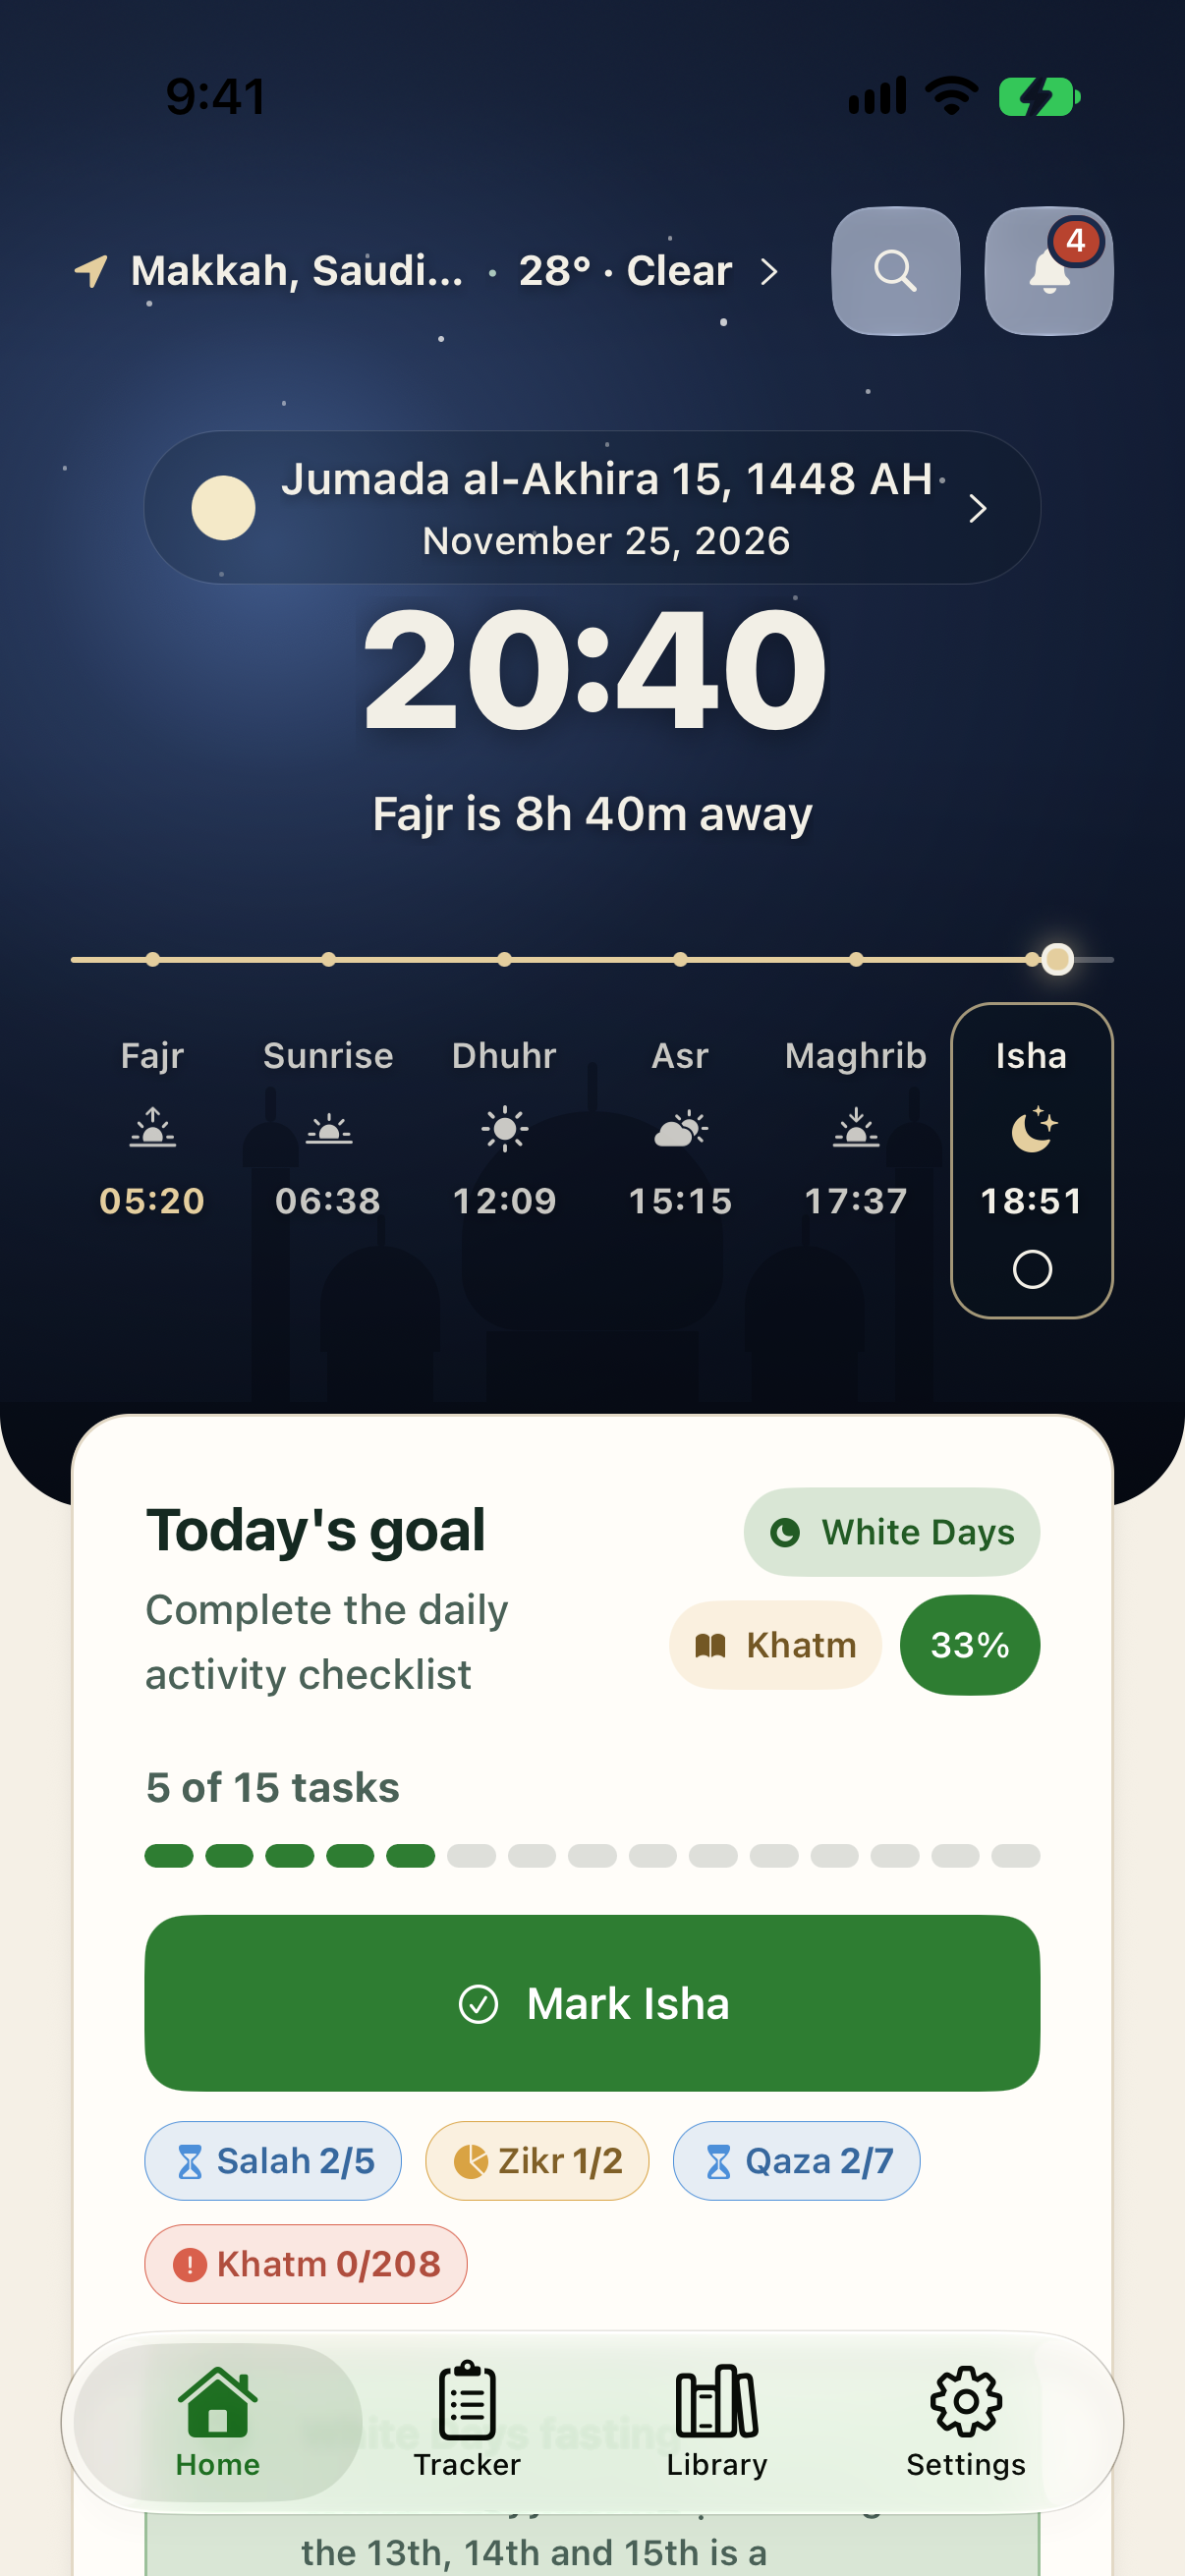 9:41
Makkah, Saudi... · 28° · Clear
4
Jumada al-Akhira 15, 1448 AH
November 25, 2026
20:40
Fajr is 8h 40m away
Fajr Sunrise Dhuhr Asr Maghrib Isha
05:20 06:38 12:09 15:15 17:37 18:51
Today's goal
White Days
Complete the daily
activity checklist
Khatm 33%
5 of 15 tasks
Mark Isha
Salah 2/5 Zikr 1/2 Qaza 2/7
Khatm 0/208
Days fasting
Home Tracker Library Settings
the 13th, 14th and 15th is a